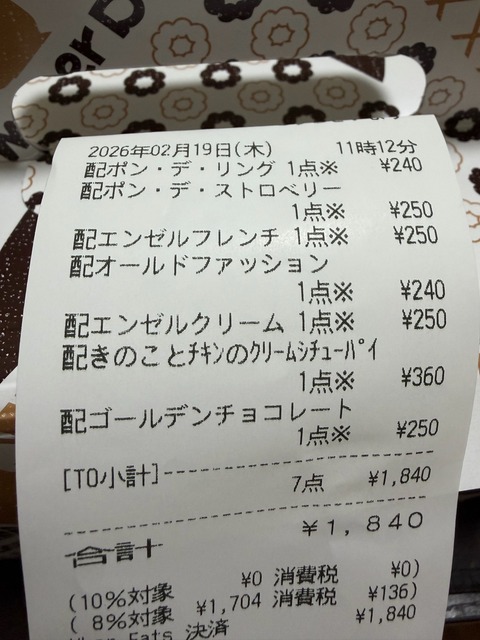 2026年02月19日(木) 11時12分
配ポン・デ・リング 1点※ ¥240
配ポン・デ・ストロベリー
1点※ ¥250
配エンゼルフレンチ 1点※ ¥250
配オールドファッション
1点※ ¥240
配エンゼルクリーム 1点※ ¥250
配きのことﾁｷﾝのｸﾘｰﾑｼﾁｭｰﾊﾟｲ
1点※ ¥360
配ゴールデンチョコレート
1点※ ¥250
[TO小計] 7点 ¥1,840
合計 ¥1,840
(10%対象 ¥0 消費税 ¥0)
( 8%対象 ¥1,704 消費税 ¥136)
Uber Eats 決済 ¥1,840